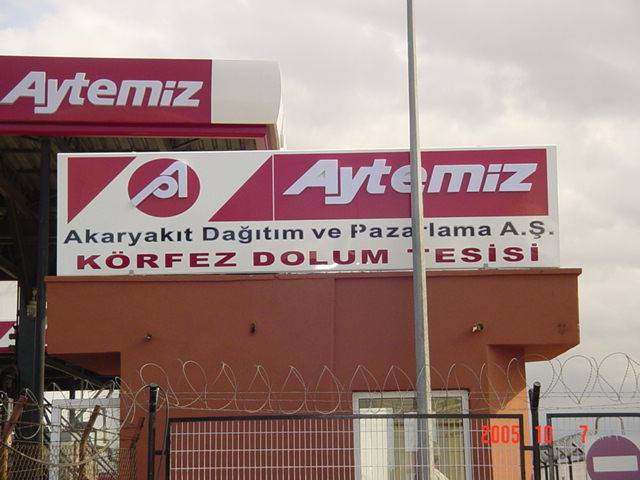 Aytemiz
Aytemiz
Akaryakıt Dağıtım ve Pazarlama A.Ş.
KÖRFEZ DOLUM TESİSİ
2005 10 7